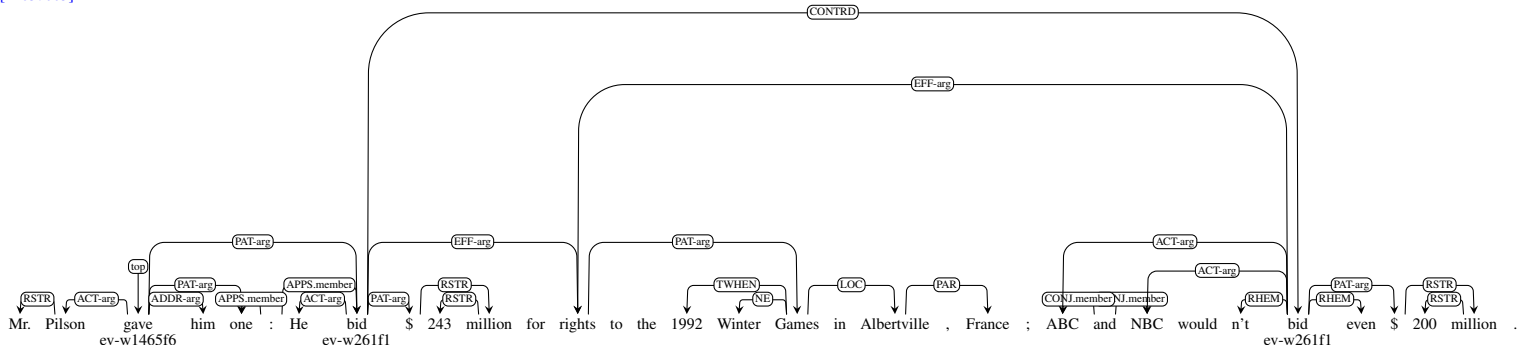 CONTRD
EFF-arg
PAT-arg EFF-arg PAT-arg ACT-arg
top ACT-arg
PAT-arg APPS.member RSTR TWHEN LOC PAR PAT-arg RSTR
RSTR ACT-arg ADDR-arg APPS.member ACT-arg PAT-arg RSTR NE CONJ.member NJ.member RHEM RHEM RSTR
Mr. Pilson gave him one : He bid $ 243 million for rights to the 1992 Winter Games in Albertville , France ; ABC and NBC would n't bid even $ 200 million .
ev-w1465f6 ev-w261f1 ev-w261f1